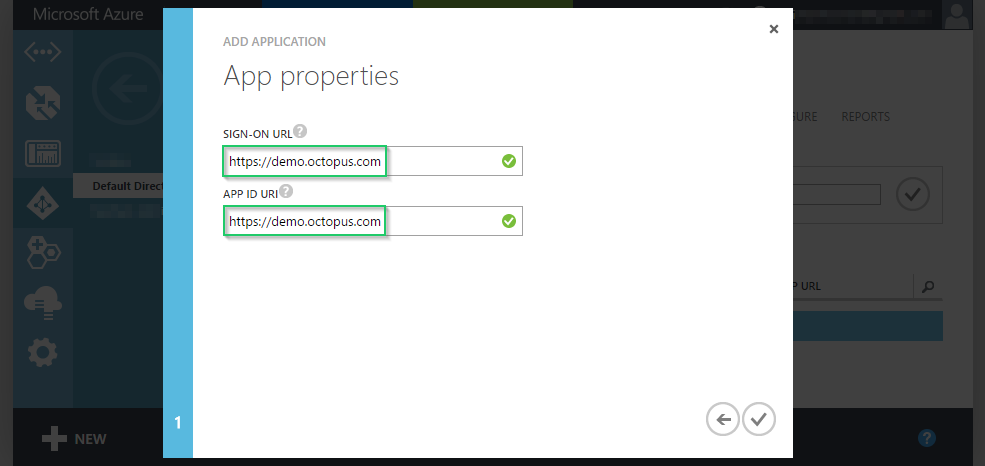 Microsoft Azure
ADD APPLICATION
App properties
SIGN-ON URL ?
https://demo.octopus.com
APP ID URI ?
https://demo.octopus.com
Default Direct
URE
REPORTS
P URL
1
NEW
?